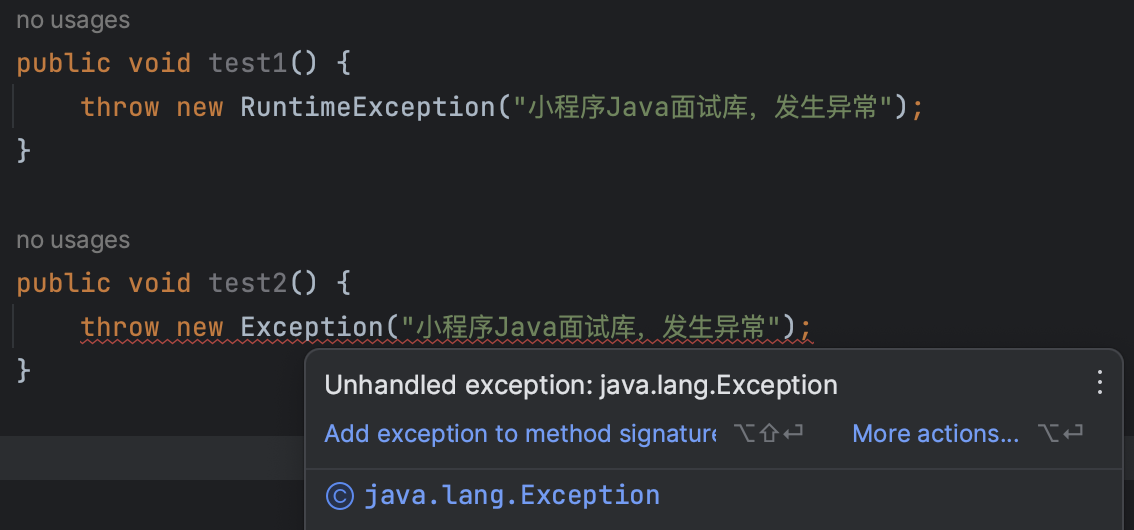 no usages
public void test1() {
throw new RuntimeException("小程序Java面试库，发生异常");
}
no usages
public void test2() {
throw new Exception("小程序Java面试库，发生异常");
}
Unhandled exception: java.lang.Exception
Add exception to method signature ⌥⇧⏎ More actions... ⌥⏎
© java.lang.Exception